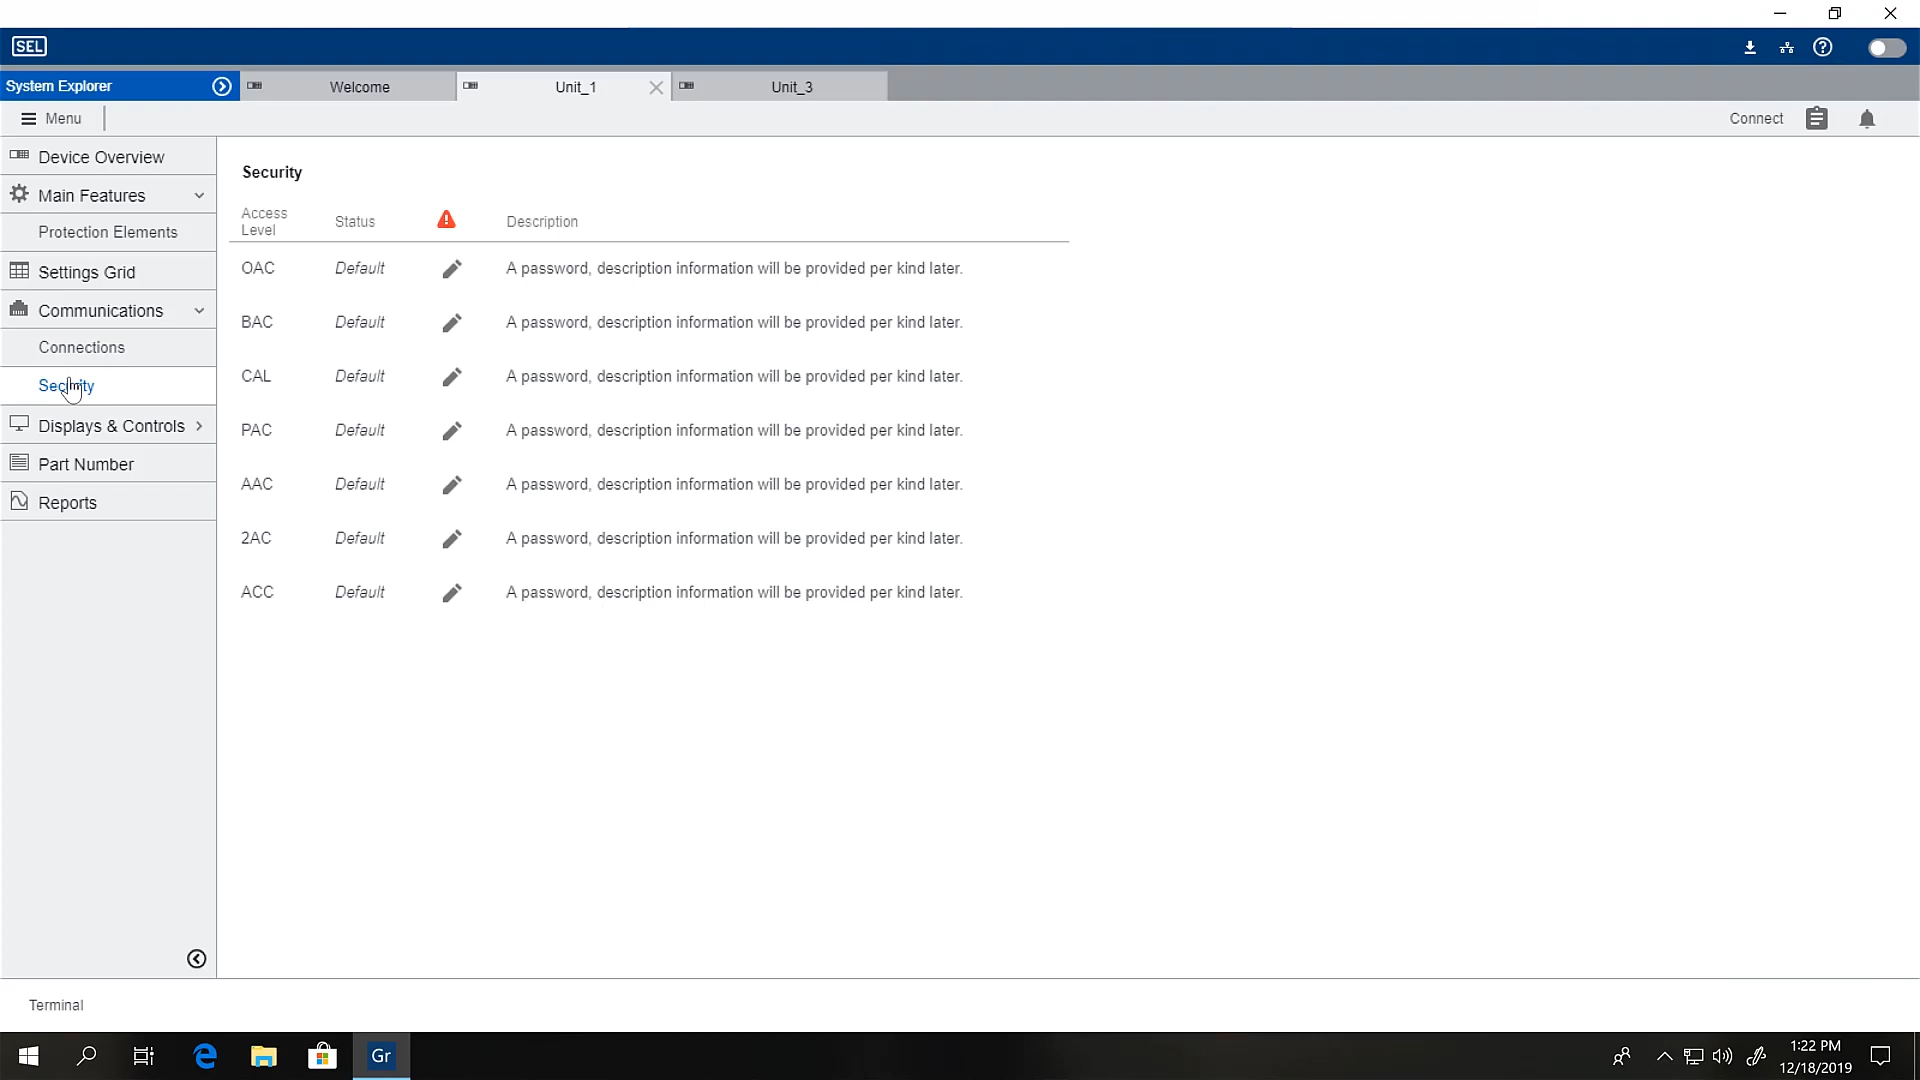 SEL
System Explorer
Welcome
Unit_1
Unit_3
Menu
Connect
Device Overview
Main Features
Protection Elements
Settings Grid
Communications
Connections
Security
Displays & Controls
Part Number
Reports
Security
Access
Level
Status
Description
OAC Default A password, description information will be provided per kind later.
BAC Default A password, description information will be provided per kind later.
CAL Default A password, description information will be provided per kind later.
PAC Default A password, description information will be provided per kind later.
AAC Default A password, description information will be provided per kind later.
2AC Default A password, description information will be provided per kind later.
ACC Default A password, description information will be provided per kind later.
Terminal
Gr
1:22 PM
12/18/2019